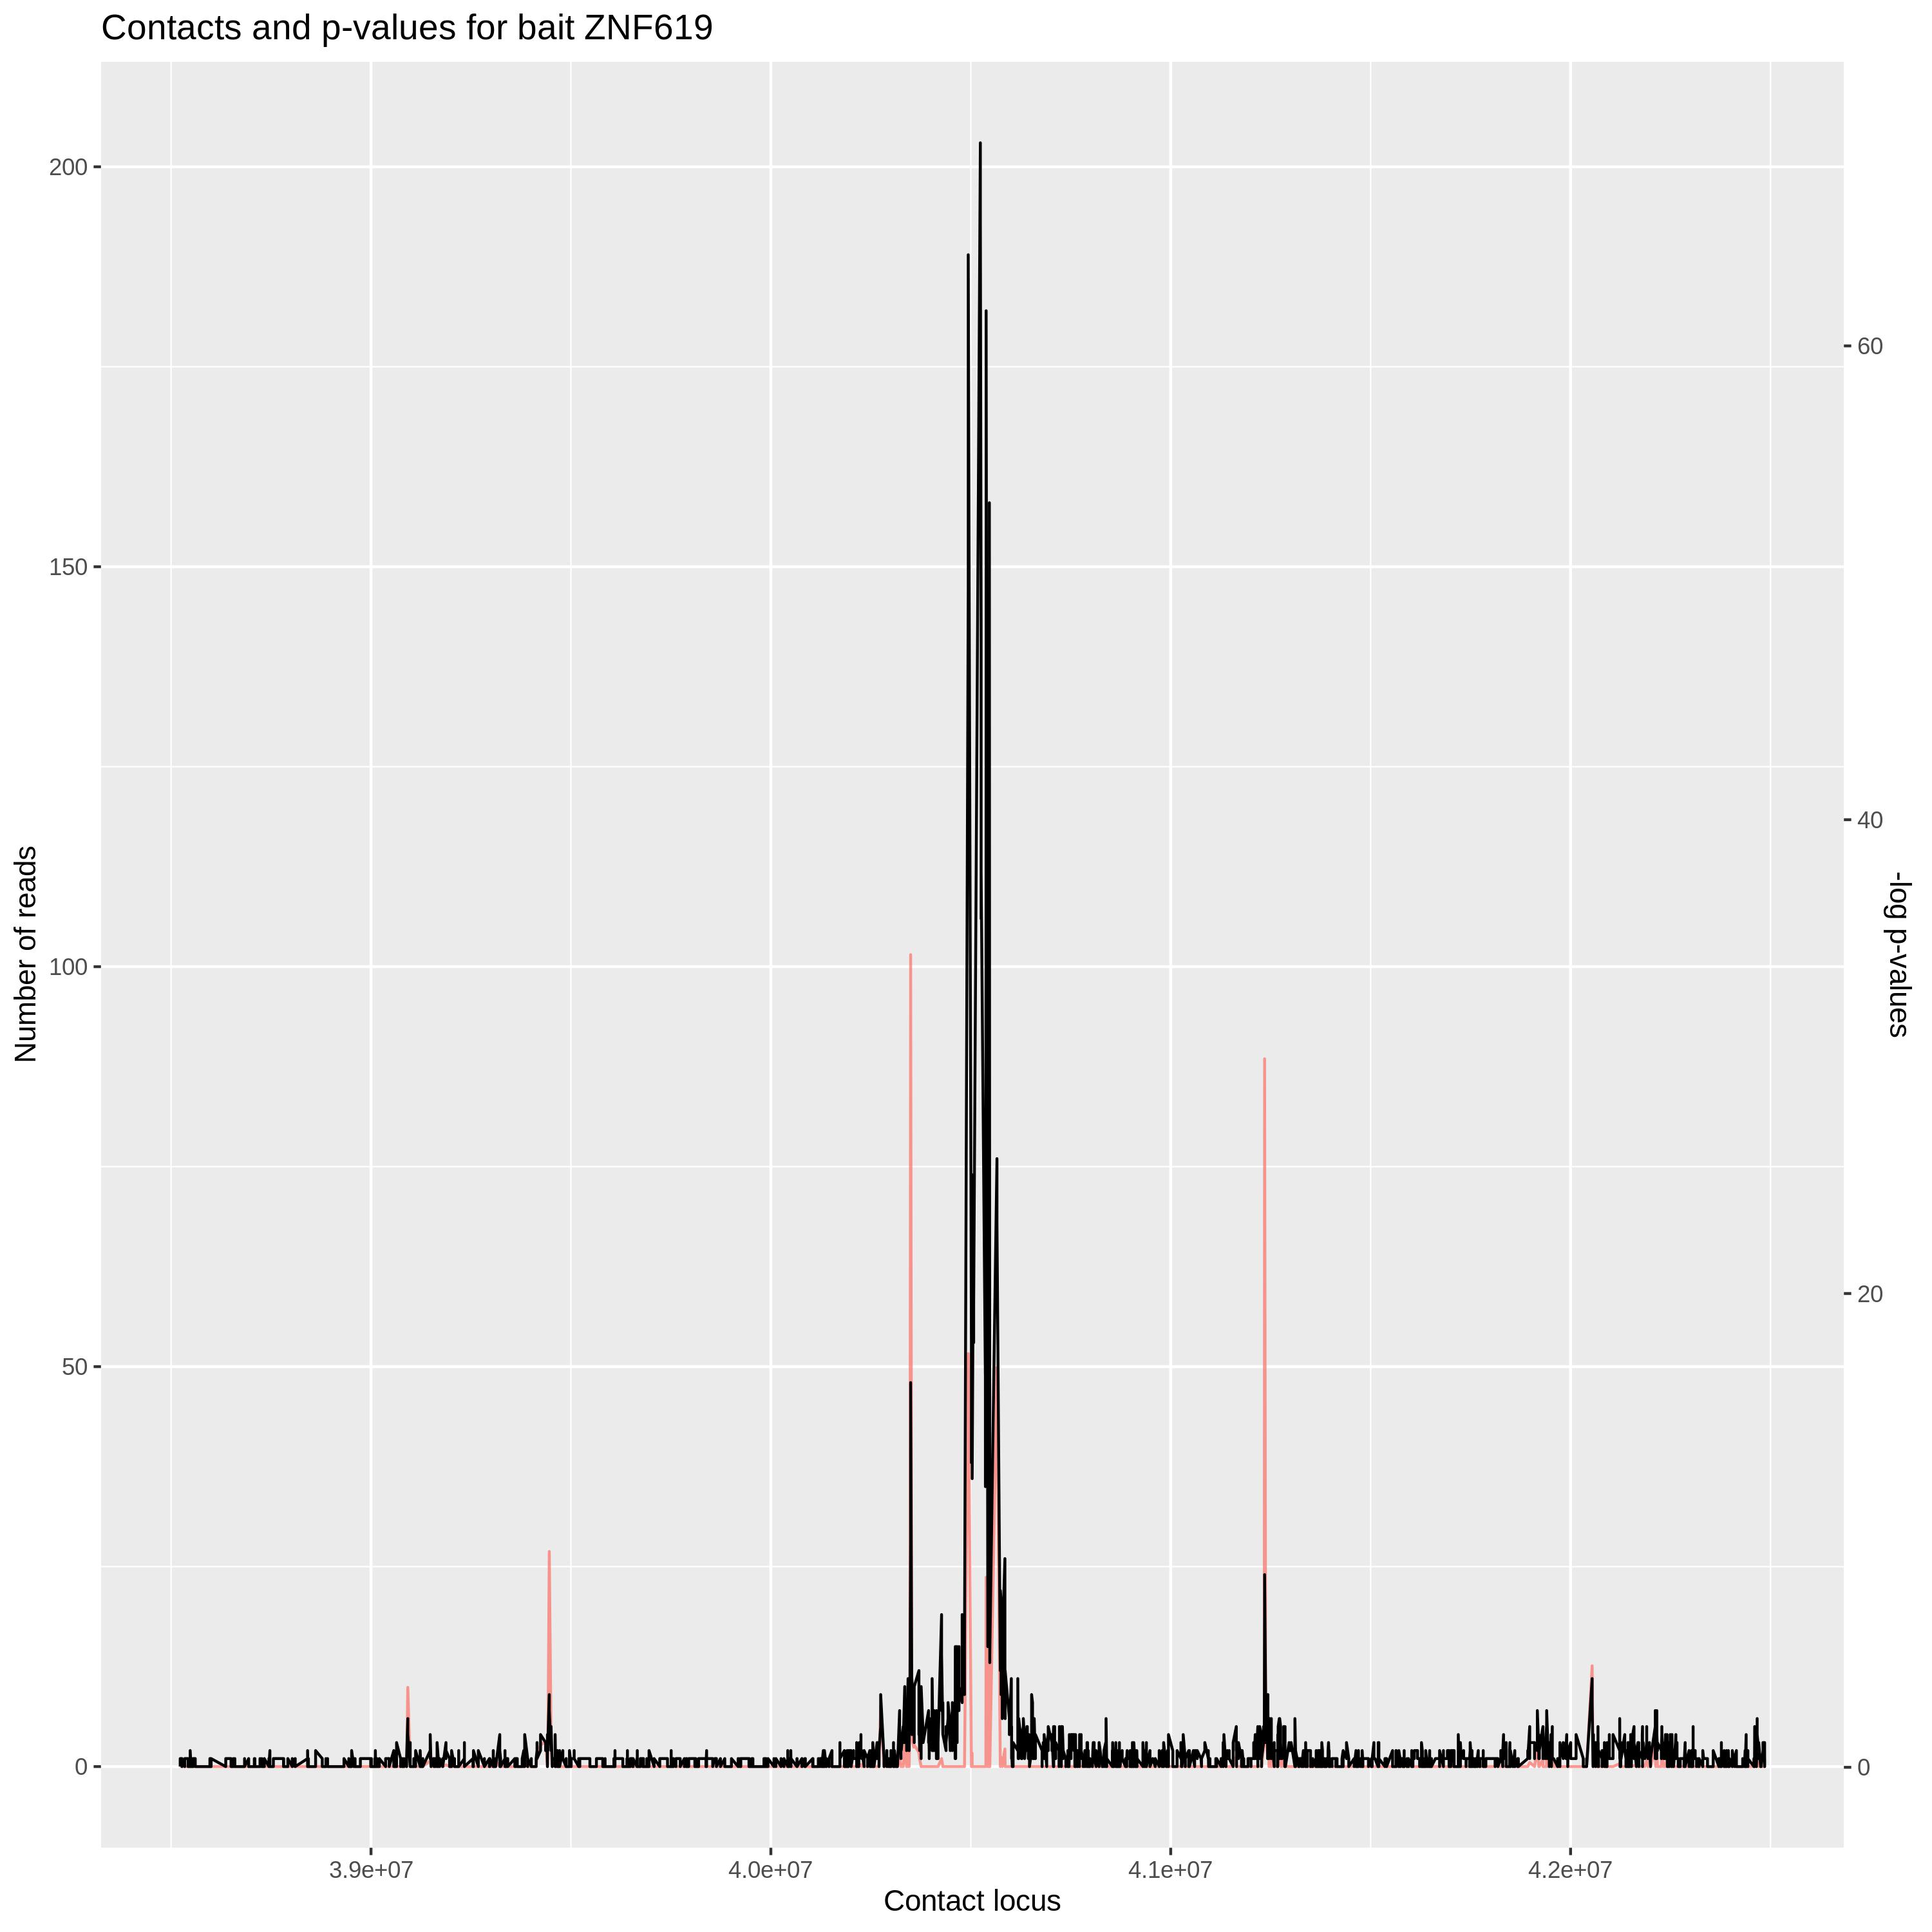 Contacts and p-values for bait ZNF619
200
150
100
50
0
Number of reads
60
40
20
0
-log p-values
3.9e+07
4.0e+07
4.1e+07
4.2e+07
Contact locus